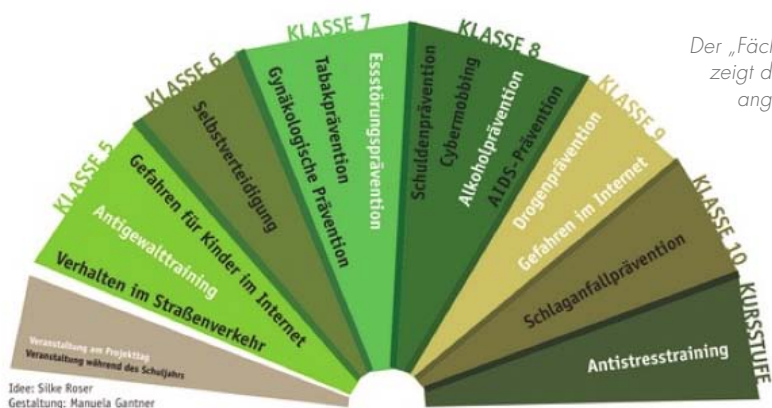 KLASSE 5
Verhalten im Straßenverkehr
Antigewalttraining
Gefahren für Kinder im Internet
KLASSE 6
Selbstverteidigung
KLASSE 7
Gynäkologische Prävention
Tabakprävention
Essstörungsprävention
KLASSE 8
Schuldenprävention
Cybermobbing
Alkoholprävention
AIDS-Prävention
KLASSE 9
Drogenprävention
Gefahren im Internet
KLASSE 10
Schlaganfallprävention
KURSSTUFE
Antistresstraining
Veranstaltung am Projekttag
Veranstaltung während des Schuljahrs
Idee: Silke Roser
Gestaltung: Manuela Gantner
Der „Fäch
zeigt d
ang